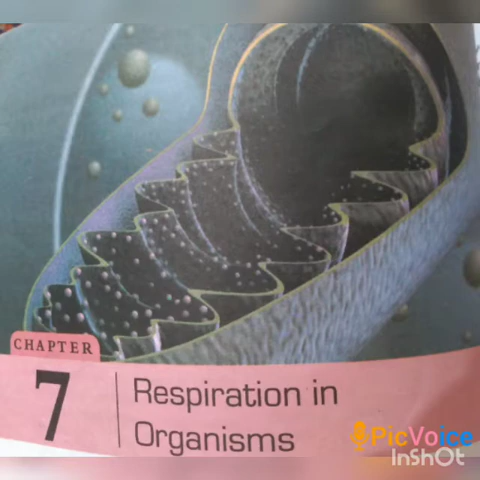 CHAPTER
7
Respiration in
Organisms
PicVoice
InShOt